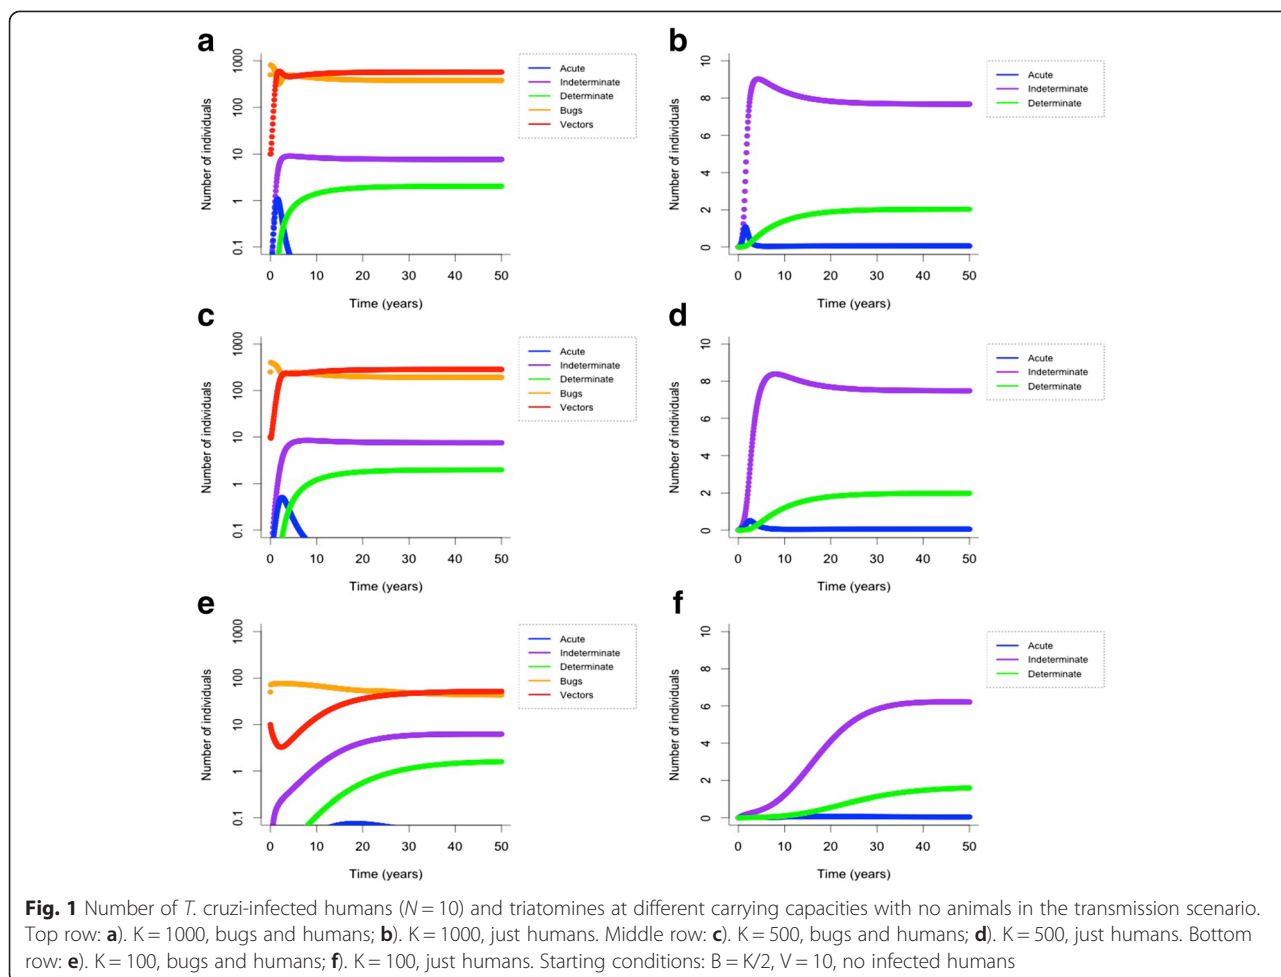 a
Number of individuals
1000
100
10
1
0.1
0 10 20 30 40 50
Time (years)
Acute
Indeterminate
Determinate
Bugs
Vectors
b
Number of individuals
10
8
6
4
2
0
0 10 20 30 40 50
Time (years)
Acute
Indeterminate
Determinate
c
Number of individuals
1000
100
10
1
0.1
0 10 20 30 40 50
Time (years)
Acute
Indeterminate
Determinate
Bugs
Vectors
d
Number of individuals
10
8
6
4
2
0
0 10 20 30 40 50
Time (years)
Acute
Indeterminate
Determinate
e
Number of individuals
1000
100
10
1
0.1
0 10 20 30 40 50
Time (years)
Acute
Indeterminate
Determinate
Bugs
Vectors
f
Number of individuals
10
8
6
4
2
0
0 10 20 30 40 50
Time (years)
Acute
Indeterminate
Determinate
Fig. 1 Number of T. cruzi-infected humans (N = 10) and triatomines at different carrying capacities with no animals in the transmission scenario.
Top row: a). K = 1000, bugs and humans; b). K = 1000, just humans. Middle row: c). K = 500, bugs and humans; d). K = 500, just humans. Bottom
row: e). K = 100, bugs and humans; f). K = 100, just humans. Starting conditions: B = K/2, V = 10, no infected humans